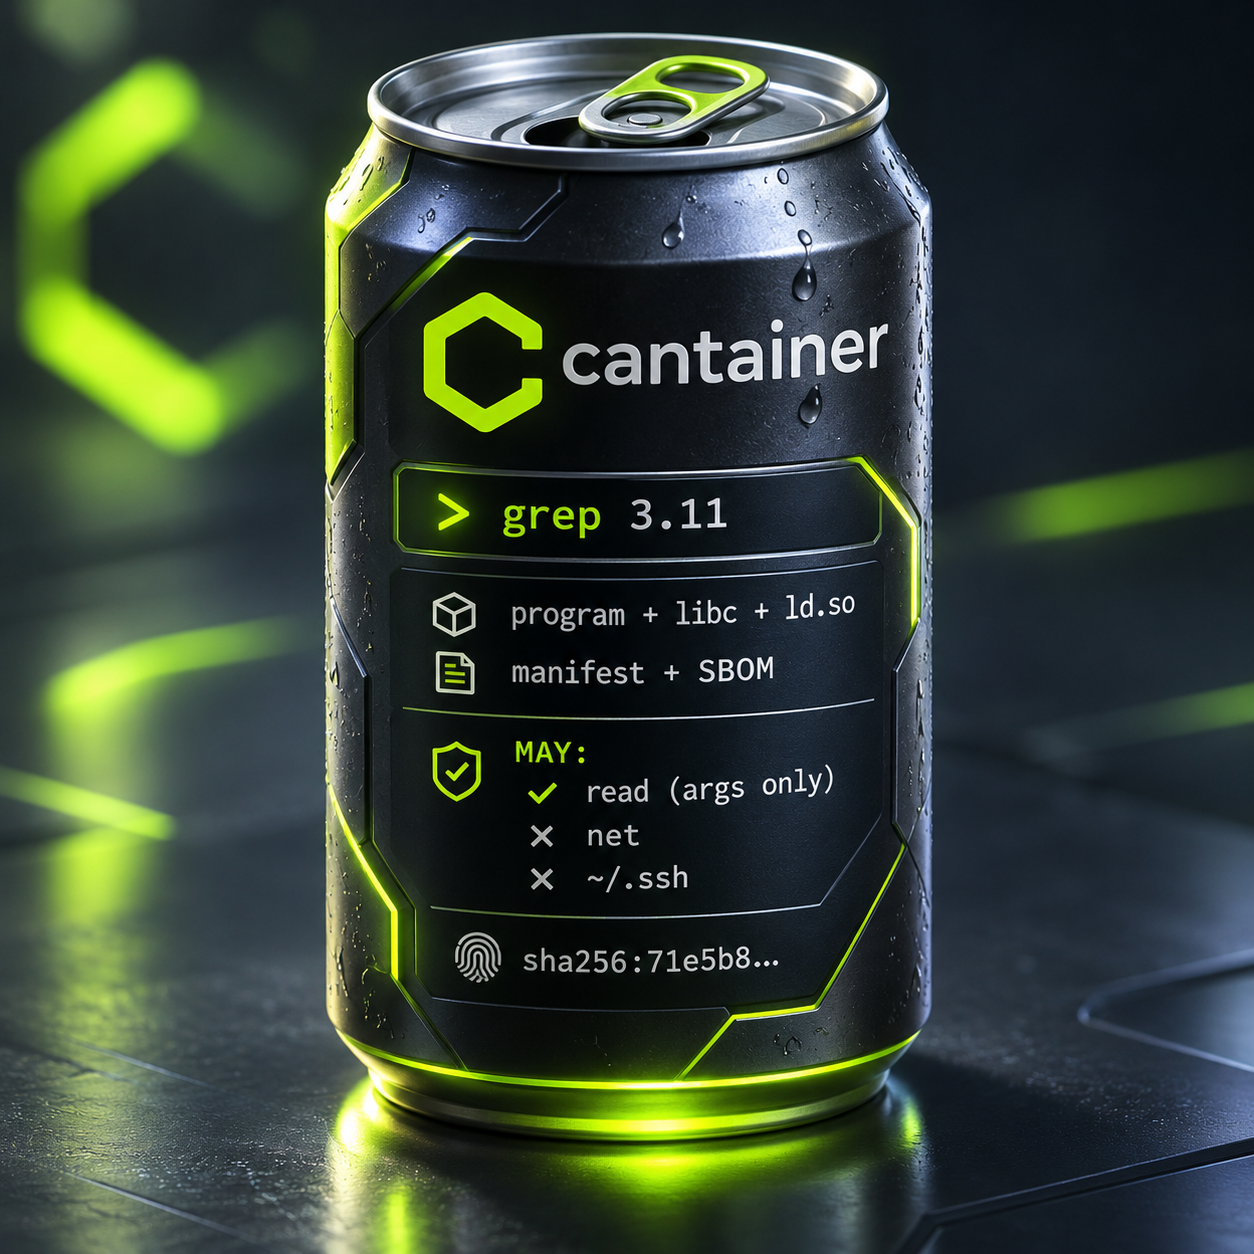 cantainer
> grep 3.11
program + libc + ld.so
manifest + SBOM
MAY:
✓ read (args only)
✕ net
✕ ~/.ssh
sha256:71e5b8...